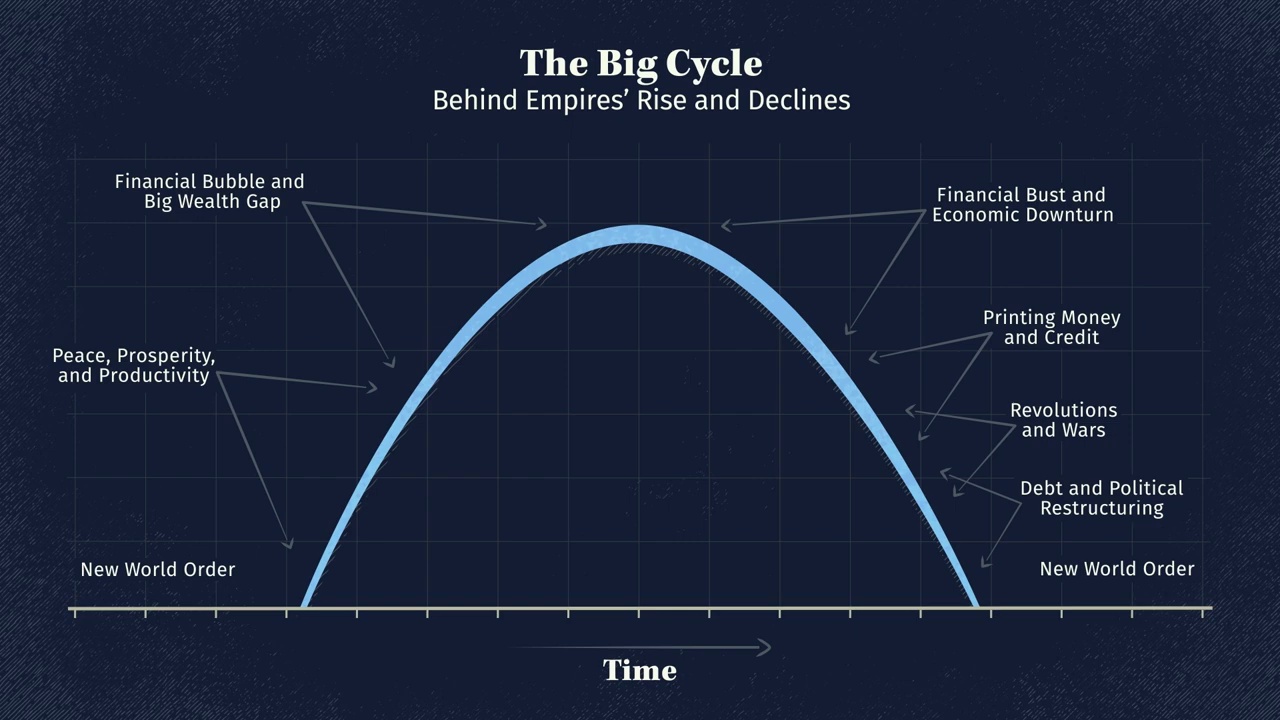 The Big Cycle
Behind Empires’ Rise and Declines
Financial Bubble and
Big Wealth Gap
Peace, Prosperity,
and Productivity
New World Order
Financial Bust and
Economic Downturn
Printing Money
and Credit
Revolutions
and Wars
Debt and Political
Restructuring
New World Order
Time